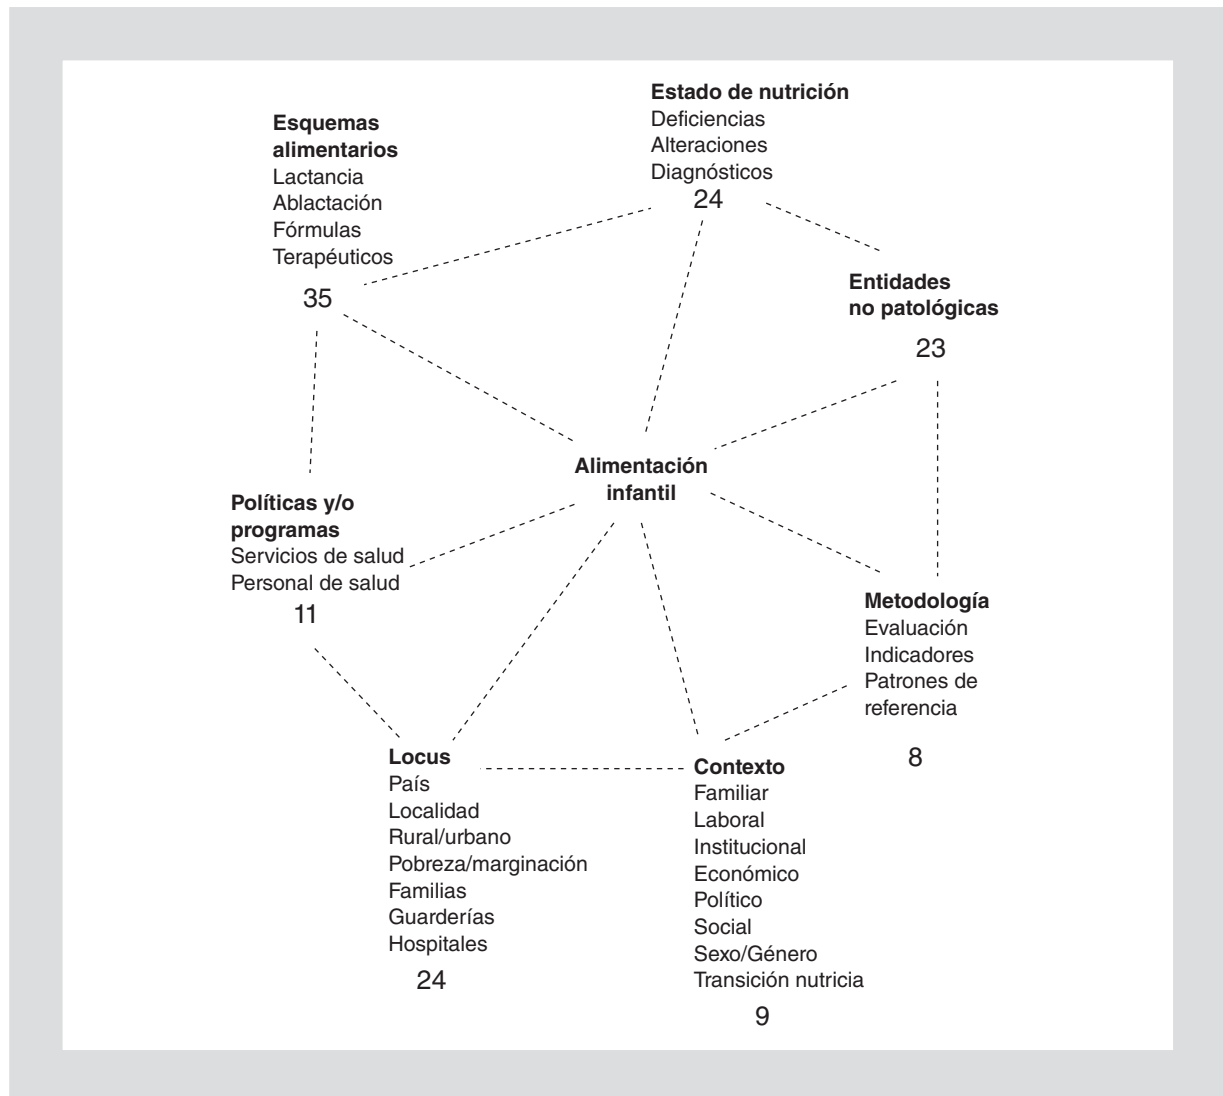 Estado de nutrición
Deficiencias
Alteraciones
Diagnósticos
24
Esquemas
alimentarios
Lactancia
Ablactación
Fórmulas
Terapéuticos
35
Entidades
no patológicas
23
Alimentación
infantil
Políticas y/o
programas
Servicios de salud
Personal de salud
11
Metodología
Evaluación
Indicadores
Patrones de
referencia
8
Locus
País
Localidad
Rural/urbano
Pobreza/marginación
Familias
Guarderías
Hospitales
24
Contexto
Familiar
Laboral
Institucional
Económico
Político
Social
Sexo/Género
Transición nutricia
9